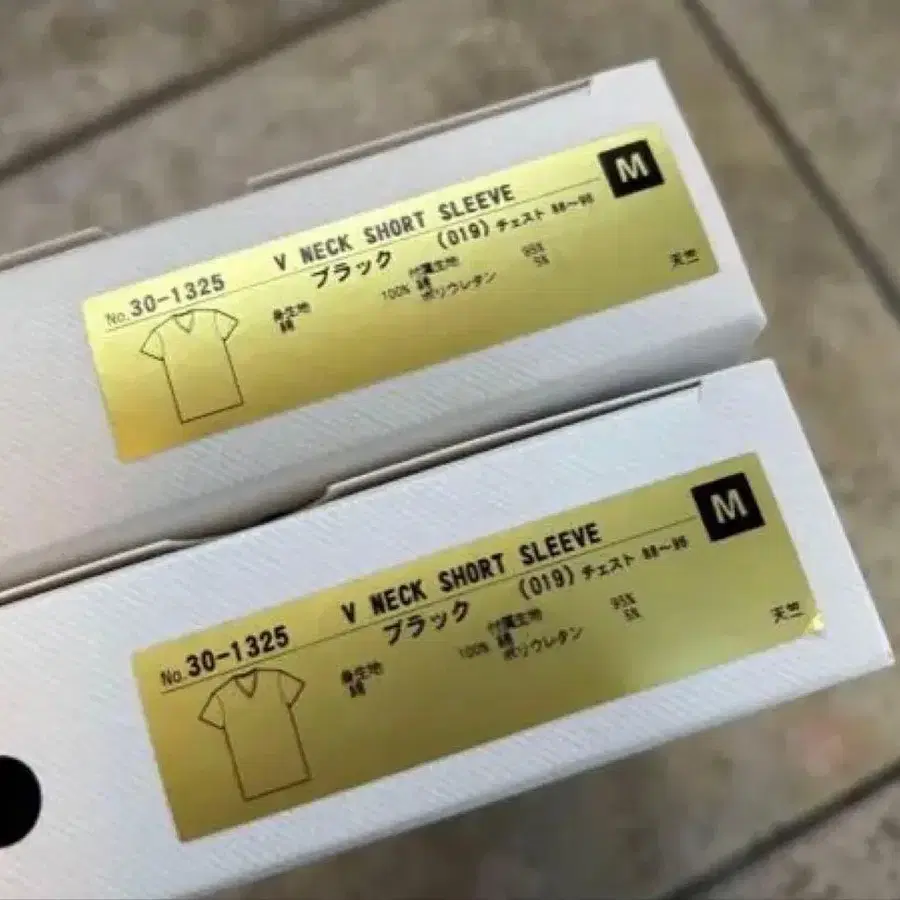 M
No. 30-1325 V NECK SHORT SLEEVE
ブラック (019) チェスト 88〜96
身生地 付属生地
綿 100% 綿 95%
ポリウレタン 5%
天竺
M
No. 30-1325 V NECK SHORT SLEEVE
ブラック (019) チェスト 88〜96
身生地 付属生地
綿 100% 綿 95%
ポリウレタン 5%
天竺